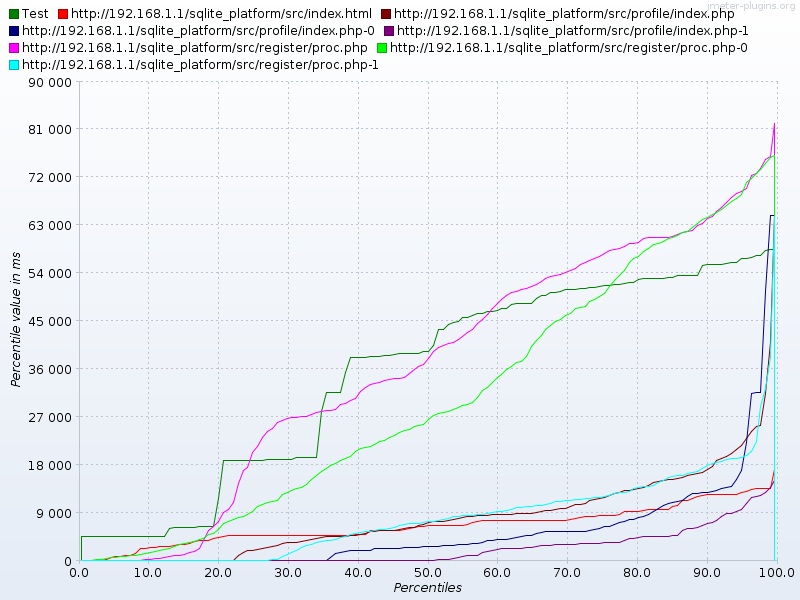 jmeter-plugins.org
Test http://192.168.1.1/sqlite_platform/src/index.html http://192.168.1.1/sqlite_platform/src/profile/index.php
http://192.168.1.1/sqlite_platform/src/profile/index.php-0 http://192.168.1.1/sqlite_platform/src/profile/index.php-1
http://192.168.1.1/sqlite_platform/src/register/proc.php http://192.168.1.1/sqlite_platform/src/register/proc.php-0
http://192.168.1.1/sqlite_platform/src/register/proc.php-1
90 000
81 000
72 000
63 000
54 000
45 000
36 000
27 000
18 000
9 000
0
Percentile value in ms
0.0 10.0 20.0 30.0 40.0 50.0 60.0 70.0 80.0 90.0 100.0
Percentiles